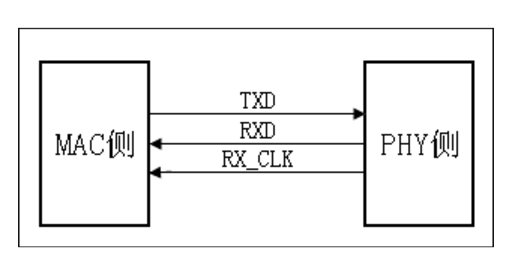 TXD
RXD
RX_CLK
MAC侧
PHY侧